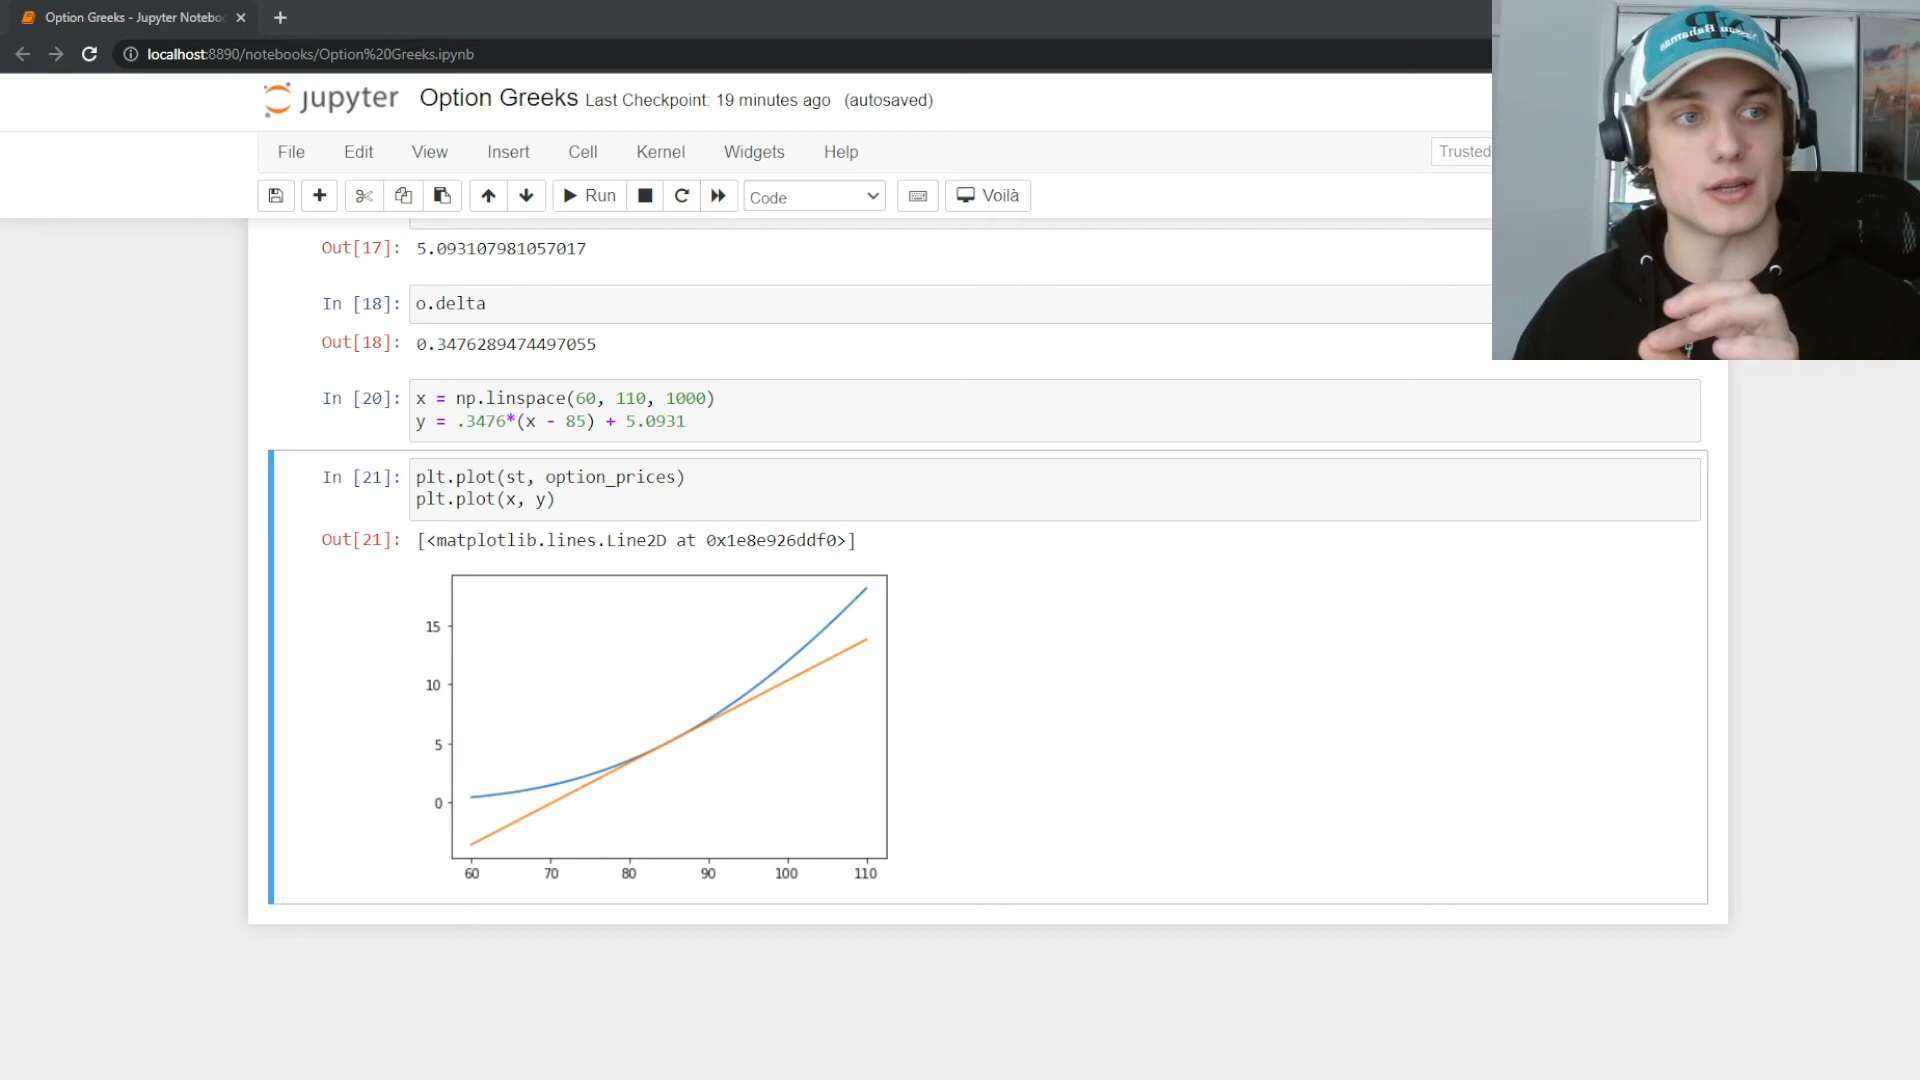 Option Greeks - Jupyter Notebo
localhost:8890/notebooks/Option%20Greeks.ipynb
jupyter Option Greeks Last Checkpoint: 19 minutes ago (autosaved)
File Edit View Insert Cell Kernel Widgets Help Trusted
Run Code Voilà
Out[17]: 5.093107981057017
In [18]: o.delta
Out[18]: 0.3476289474497055
In [20]: x = np.linspace(60, 110, 1000)
y = .3476*(x - 85) + 5.0931
In [21]: plt.plot(st, option_prices)
plt.plot(x, y)
Out[21]: [<matplotlib.lines.Line2D at 0x1e8e926ddf0>]
15
10
5
0
60 70 80 90 100 110